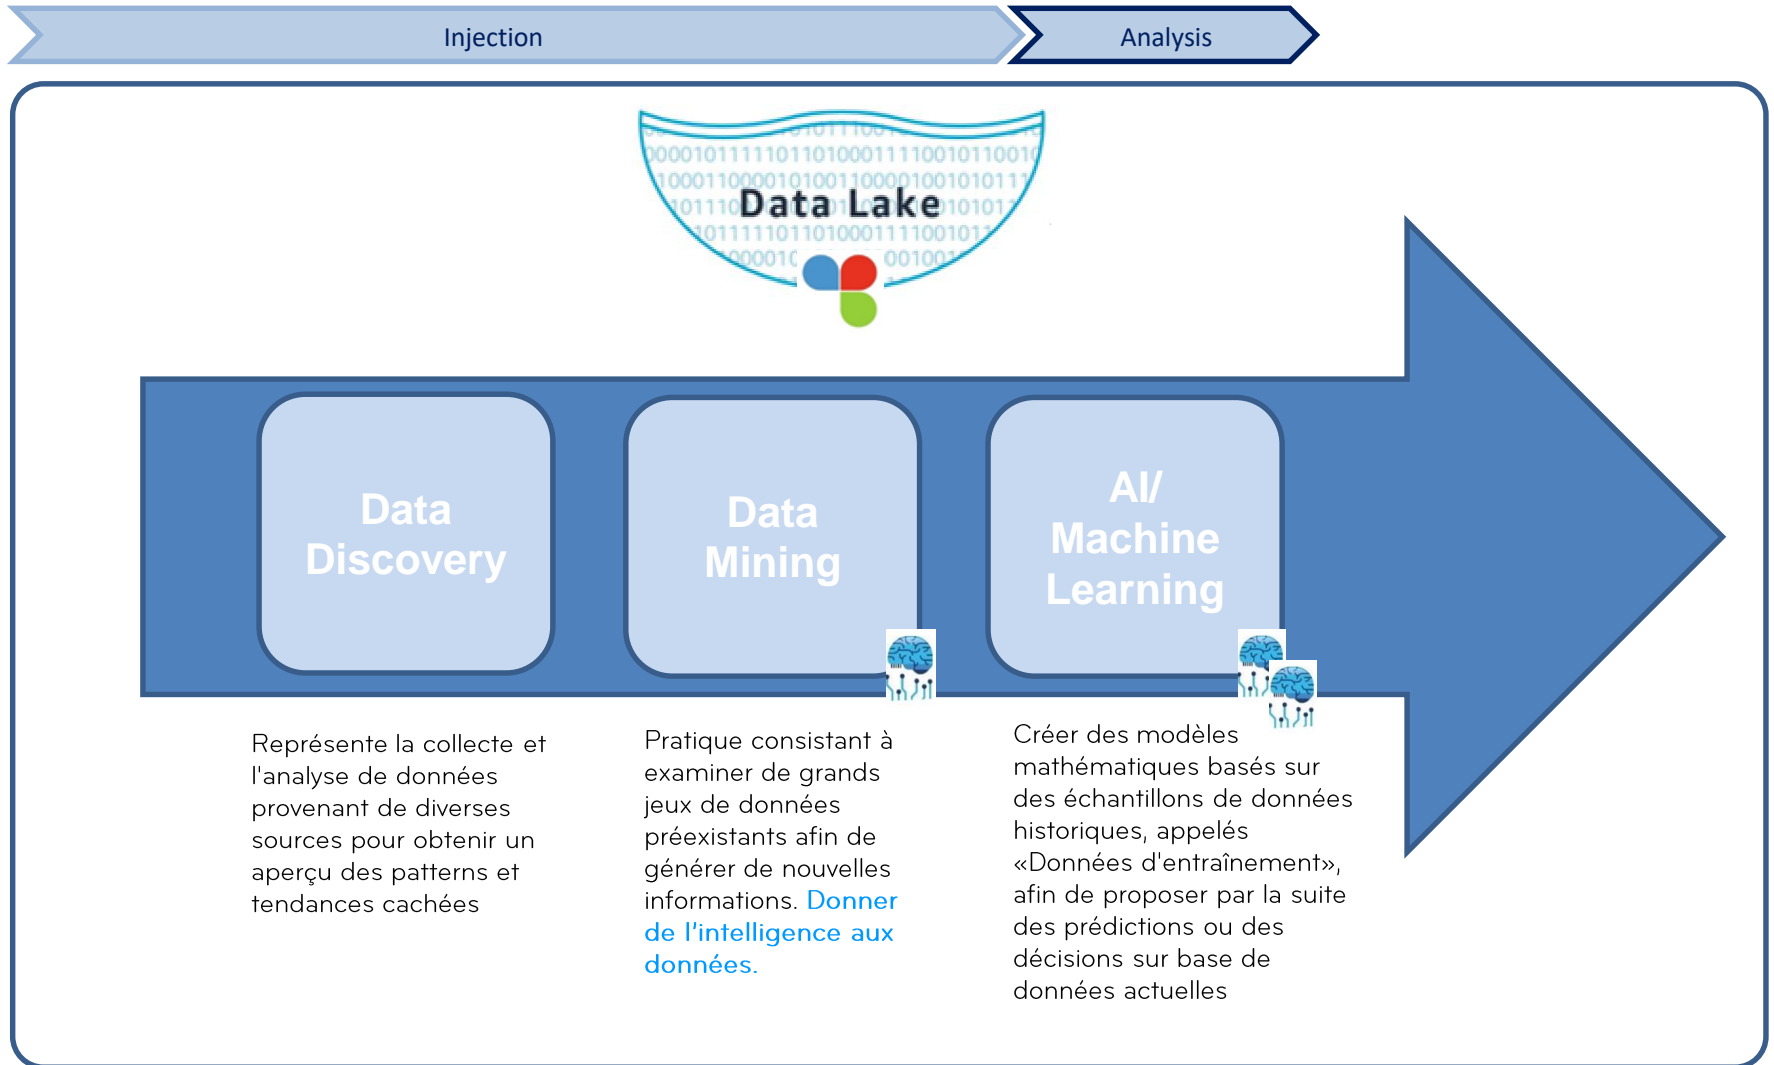 Injection
Analysis
Data Lake
Data
Discovery
Data
Mining
AI/
Machine
Learning
Représente la collecte et
l'analyse de données
provenant de diverses
sources pour obtenir un
aperçu des patterns et
tendances cachées
Pratique consistant à
examiner de grands
jeux de données
préexistants afin de
générer de nouvelles
informations. Donner
de l’intelligence aux
données.
Créer des modèles
mathématiques basés sur
des échantillons de données
historiques, appelés
«Données d'entraînement»,
afin de proposer par la suite
des prédictions ou des
décisions sur base de
données actuelles